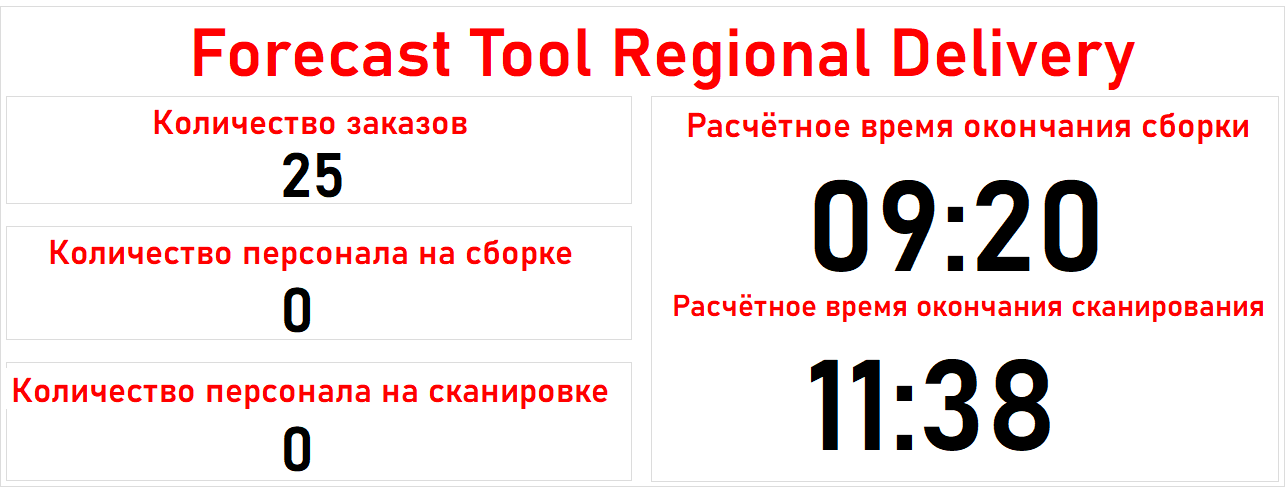 Forecast Tool Regional Delivery
Количество заказов
25
Количество персонала на сборке
0
Количество персонала на сканировке
0
Расчётное время окончания сборки
09:20
Расчётное время окончания сканирования
11:38